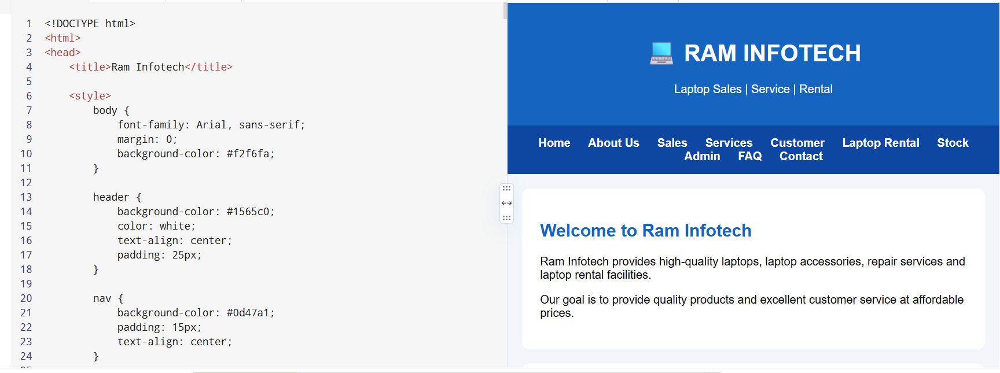 1 <!DOCTYPE html>
2 <html>
3 <head>
4     <title>Ram Infotech</title>
5
6     <style>
7         body {
8             font-family: Arial, sans-serif;
9             margin: 0;
10             background-color: #f2f6fa;
11         }
12
13         header {
14             background-color: #1565c0;
15             color: white;
16             text-align: center;
17             padding: 25px;
18         }
19
20         nav {
21             background-color: #0d47a1;
22             padding: 15px;
23             text-align: center;
24         }
💻 RAM INFOTECH
Laptop Sales | Service | Rental
Home About Us Sales Services Customer Laptop Rental Stock
Admin FAQ Contact
Welcome to Ram Infotech
Ram Infotech provides high-quality laptops, laptop accessories, repair services and
laptop rental facilities.
Our goal is to provide quality products and excellent customer service at affordable
prices.